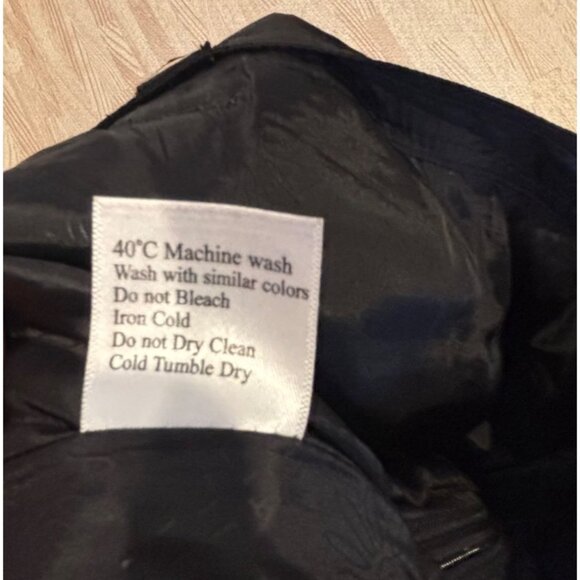 40°C Machine wash
Wash with similar colors
Do not Bleach
Iron Cold
Do not Dry Clean
Cold Tumble Dry